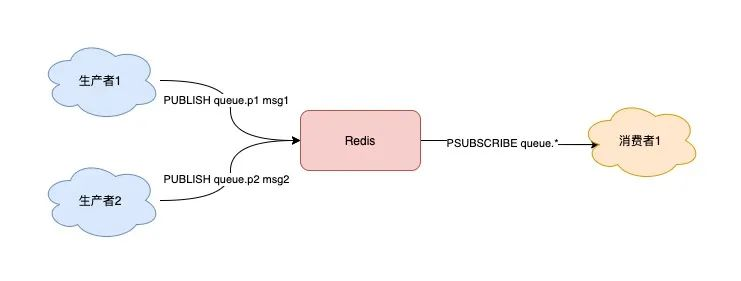 生产者1
PUBLISH queue.p1 msg1
Redis
PSUBSCRIBE queue.*
消费者1
PUBLISH queue.p2 msg2
生产者2